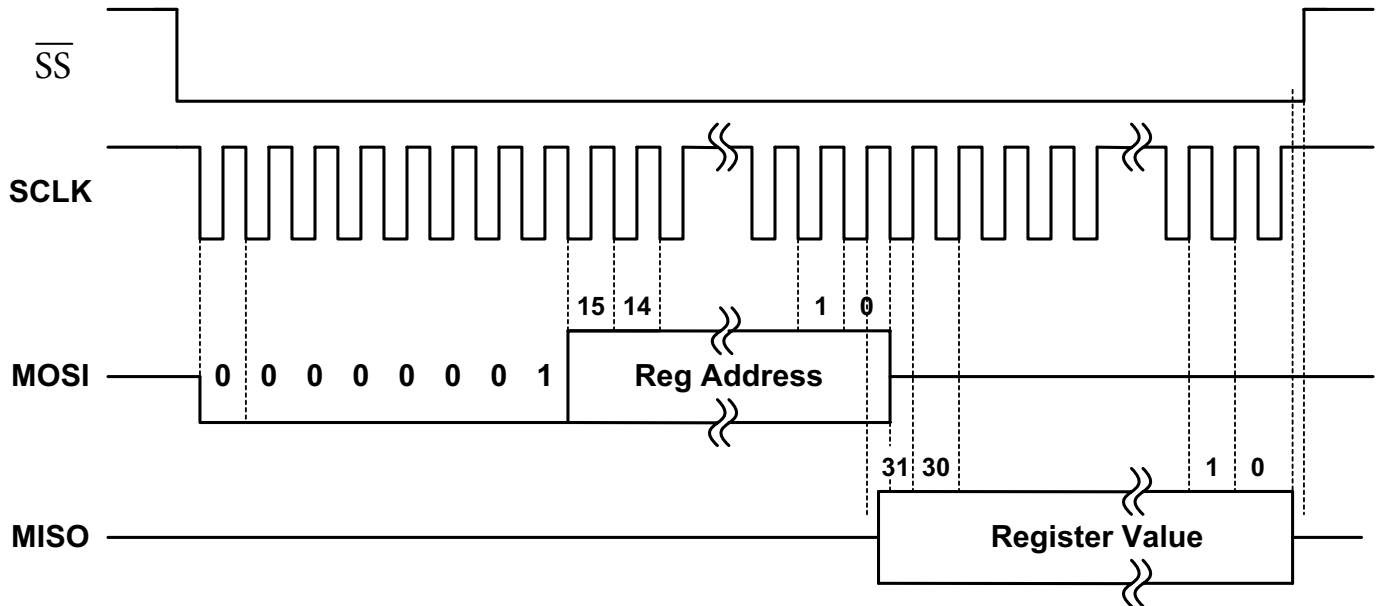 S̅S̅
SCLK
15 14 1 0
MOSI 0 0 0 0 0 0 0 1 Reg Address
31 30 1 0
MISO Register Value